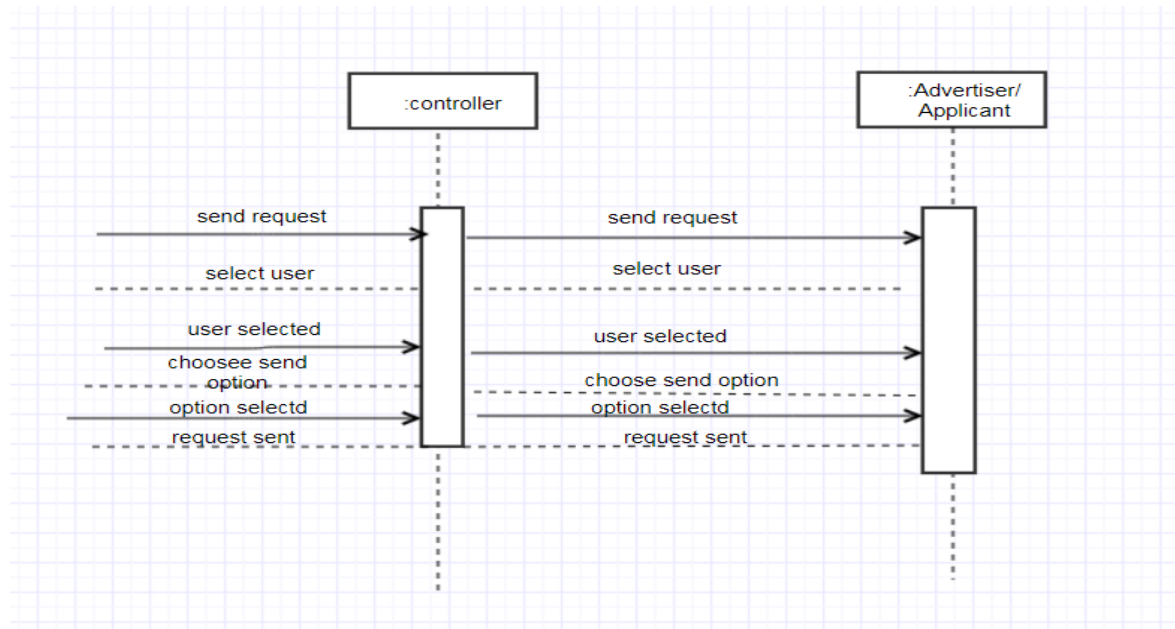 :controller
:Advertiser/
Applicant
send request
send request
select user
select user
user selected
user selected
choosee send
option
choose send option
option selectd
option selectd
request sent
request sent